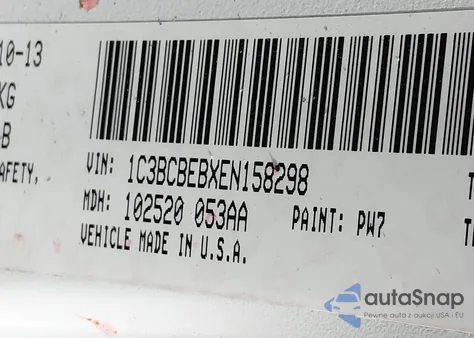 10-13
KG
B
AFETY,
VIN: 1C3BCBEBXEN158298
MDH: 102520 053AA PAINT: PW7
VEHICLE MADE IN U.S.A.
autaSnap
Pewne auta z aukcji USA i EU